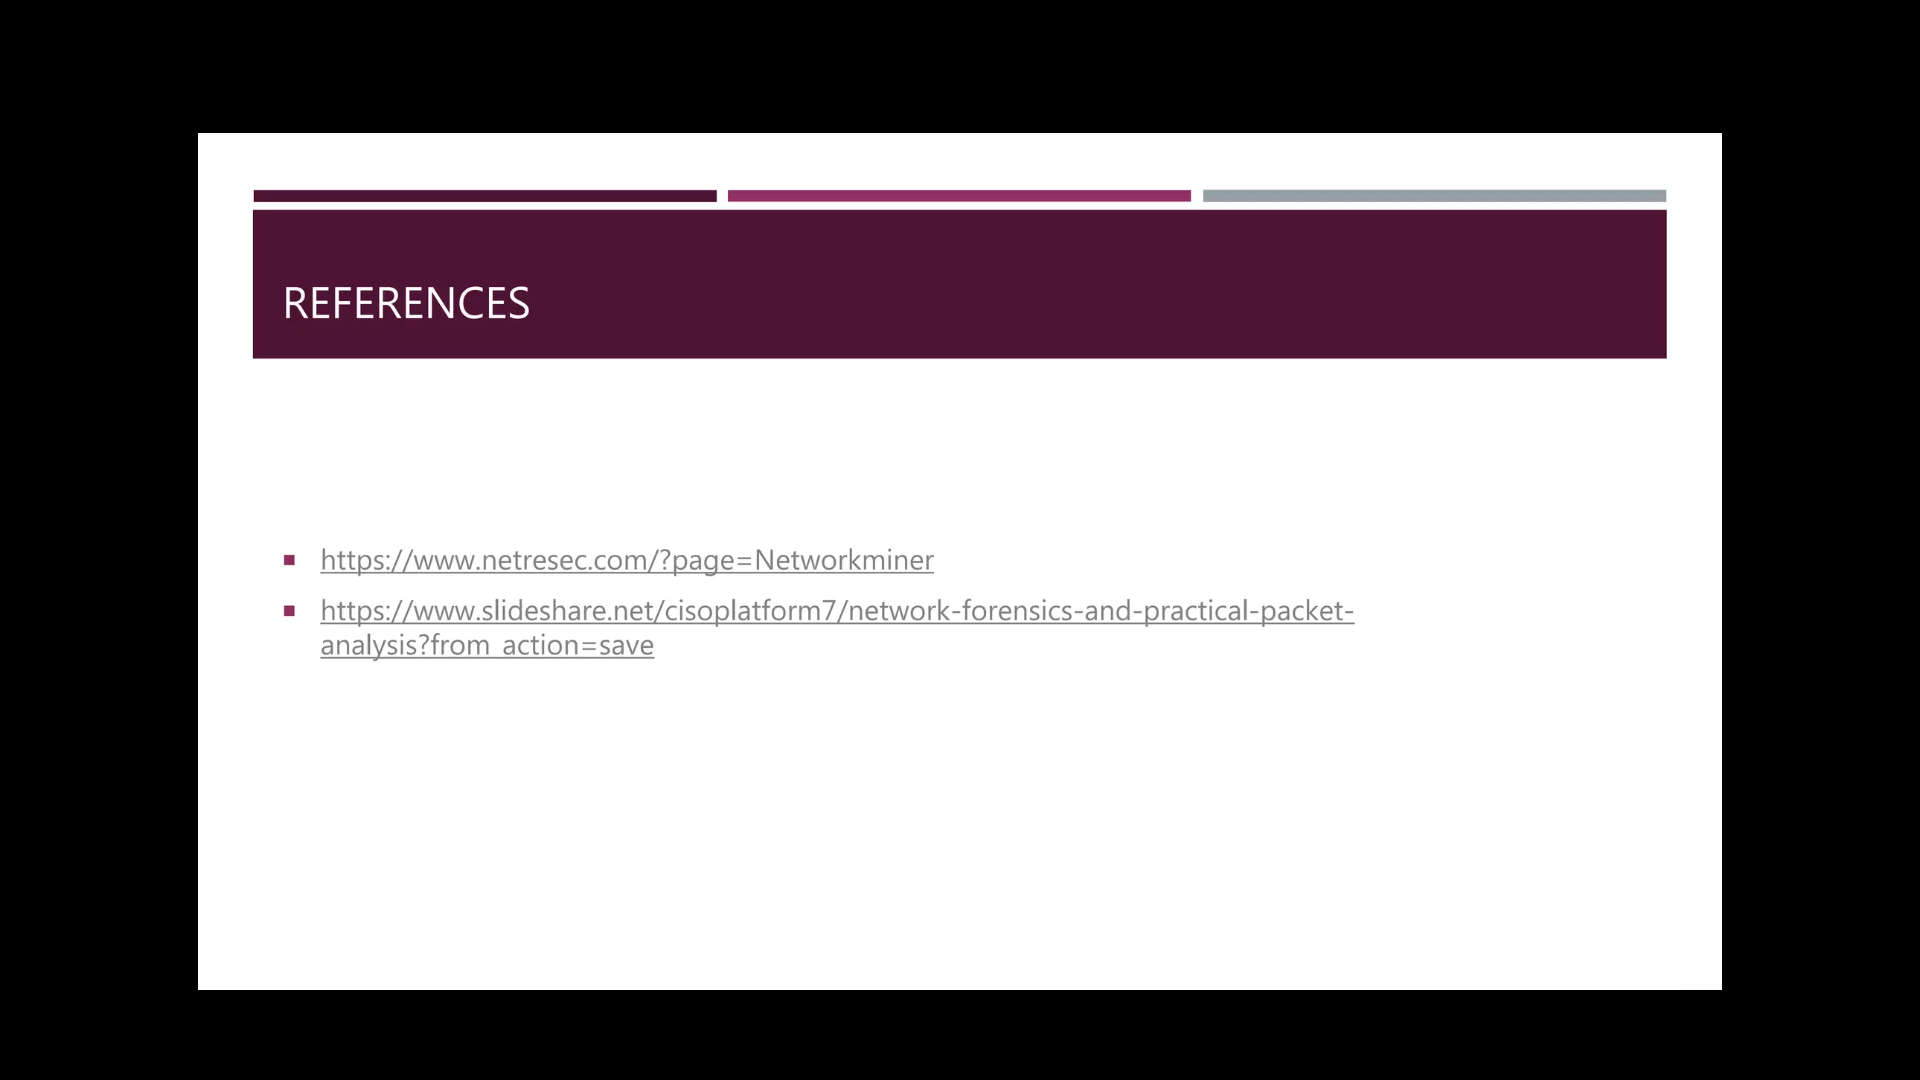 REFERENCES
https://www.netresec.com/?page=Networkminer
https://www.slideshare.net/cisoplatform7/network-forensics-and-practical-packet-
analysis?from_action=save